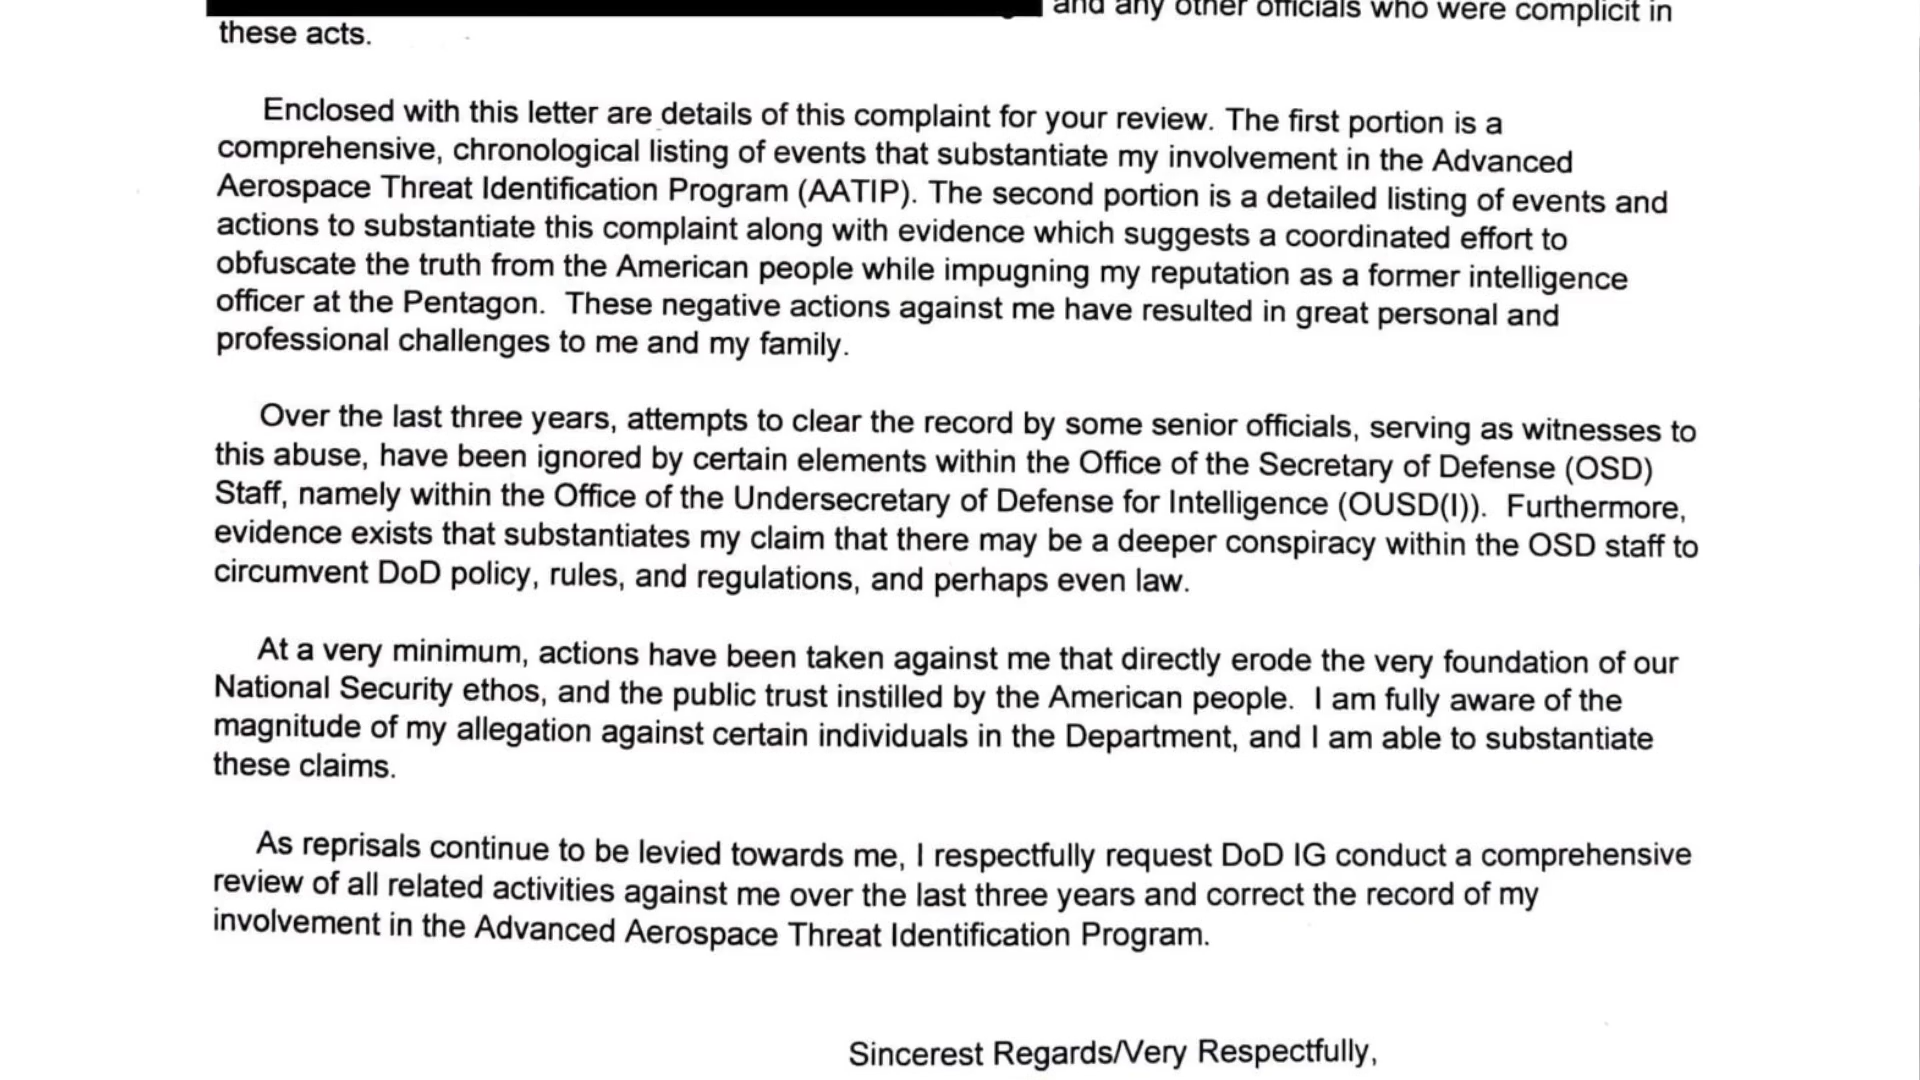 and any other officials who were complicit in
these acts.
Enclosed with this letter are details of this complaint for your review. The first portion is a
comprehensive, chronological listing of events that substantiate my involvement in the Advanced
Aerospace Threat Identification Program (AATIP). The second portion is a detailed listing of events and
actions to substantiate this complaint along with evidence which suggests a coordinated effort to
obfuscate the truth from the American people while impugning my reputation as a former intelligence
officer at the Pentagon. These negative actions against me have resulted in great personal and
professional challenges to me and my family.
Over the last three years, attempts to clear the record by some senior officials, serving as witnesses to
this abuse, have been ignored by certain elements within the Office of the Secretary of Defense (OSD)
Staff, namely within the Office of the Undersecretary of Defense for Intelligence (OUSD(I)). Furthermore,
evidence exists that substantiates my claim that there may be a deeper conspiracy within the OSD staff to
circumvent DoD policy, rules, and regulations, and perhaps even law.
At a very minimum, actions have been taken against me that directly erode the very foundation of our
National Security ethos, and the public trust instilled by the American people. I am fully aware of the
magnitude of my allegation against certain individuals in the Department, and I am able to substantiate
these claims.
As reprisals continue to be levied towards me, I respectfully request DoD IG conduct a comprehensive
review of all related activities against me over the last three years and correct the record of my
involvement in the Advanced Aerospace Threat Identification Program.
Sincerest Regards/Very Respectfully,